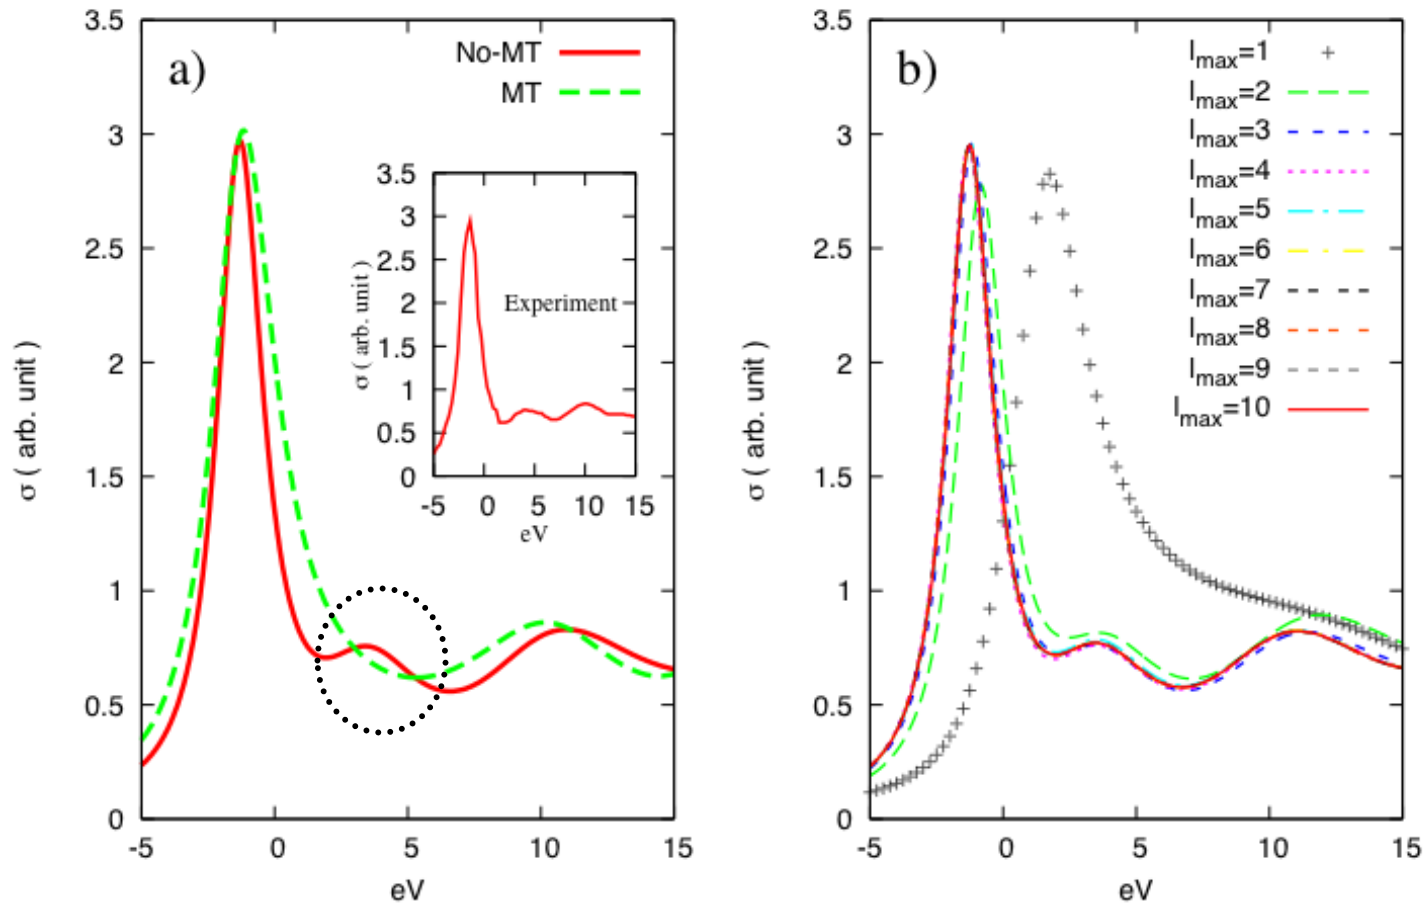 a)
No-MT
MT
3.5
3
2.5
2
1.5
1
0.5
0
-5
0
5
10
15
eV
σ ( arb. unit )
3.5
3
2.5
2
1.5
1
0.5
0
-5
0
5
10
15
eV
σ ( arb. unit )
Experiment
b)
lmax=1
lmax=2
lmax=3
lmax=4
lmax=5
lmax=6
lmax=7
lmax=8
lmax=9
lmax=10
3.5
3
2.5
2
1.5
1
0.5
0
-5
0
5
10
15
eV
σ ( arb. unit )